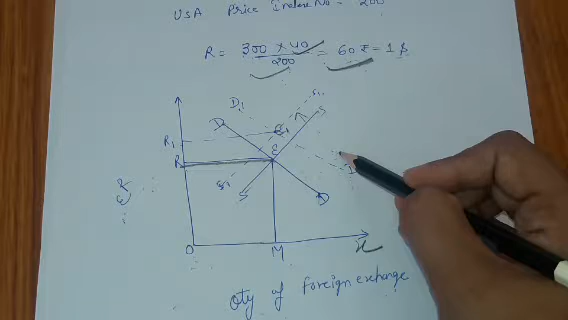 USA Price Index No = 200
R = 300 x 40 / 200 = 60 ₹ = 1 $
D1
S1
D
S
R1
E1
R
E
S1
D1
S
D
O
M
x
Qty of foreign exchange